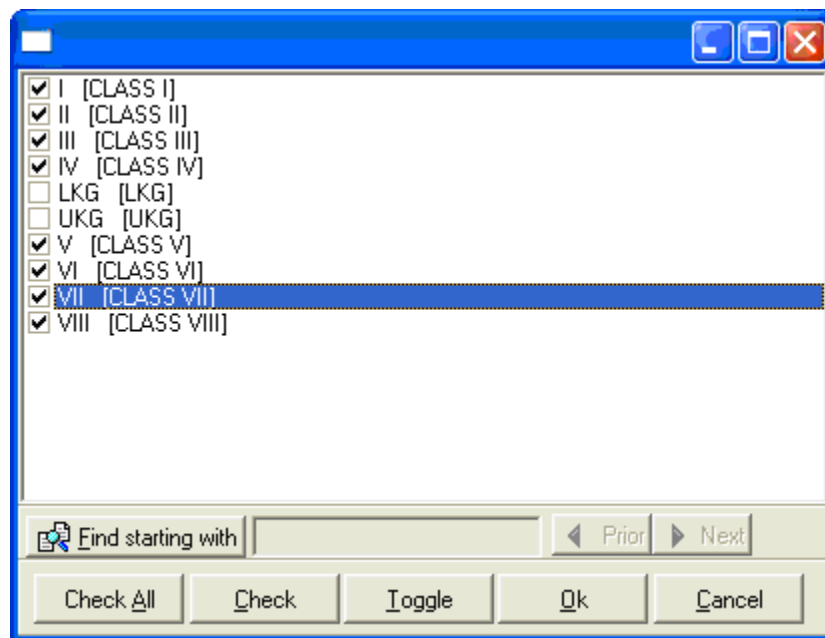 I [CLASS I]
II [CLASS II]
III [CLASS III]
IV [CLASS IV]
LKG [LKG]
UKG [UKG]
V [CLASS V]
VI [CLASS VI]
VII [CLASS VII]
VIII [CLASS VIII]
Find starting with Prior Next
Check All Check Toggle Ok Cancel